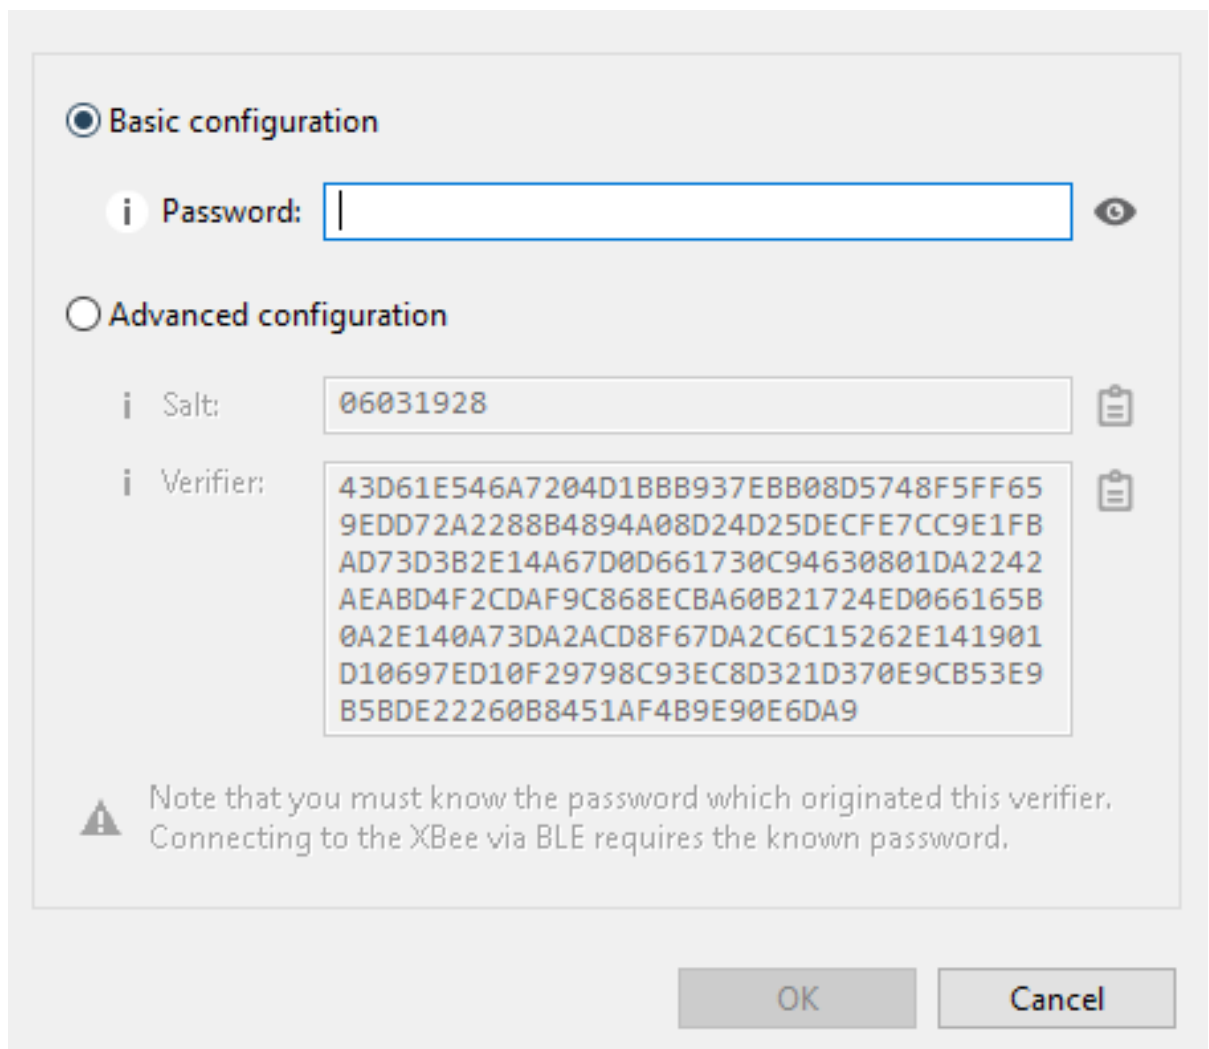 Basic configuration
i Password:
Advanced configuration
i Salt: 06031928
i Verifier: 43D61E546A7204D1BBB937EBB08D5748F5FF65
9EDD72A2288B4894A08D24D25DECFE7CC9E1FB
AD73D3B2E14A67D0D661730C94630801DA2242
AEABD4F2CDAF9C868ECBA60B21724ED066165B
0A2E140A73DA2ACD8F67DA2C6C15262E141901
D10697ED10F29798C93EC8D321D370E9CB53E9
B5BDE22260B8451AF4B9E90E6DA9
Note that you must know the password which originated this verifier.
Connecting to the XBee via BLE requires the known password.
OK Cancel